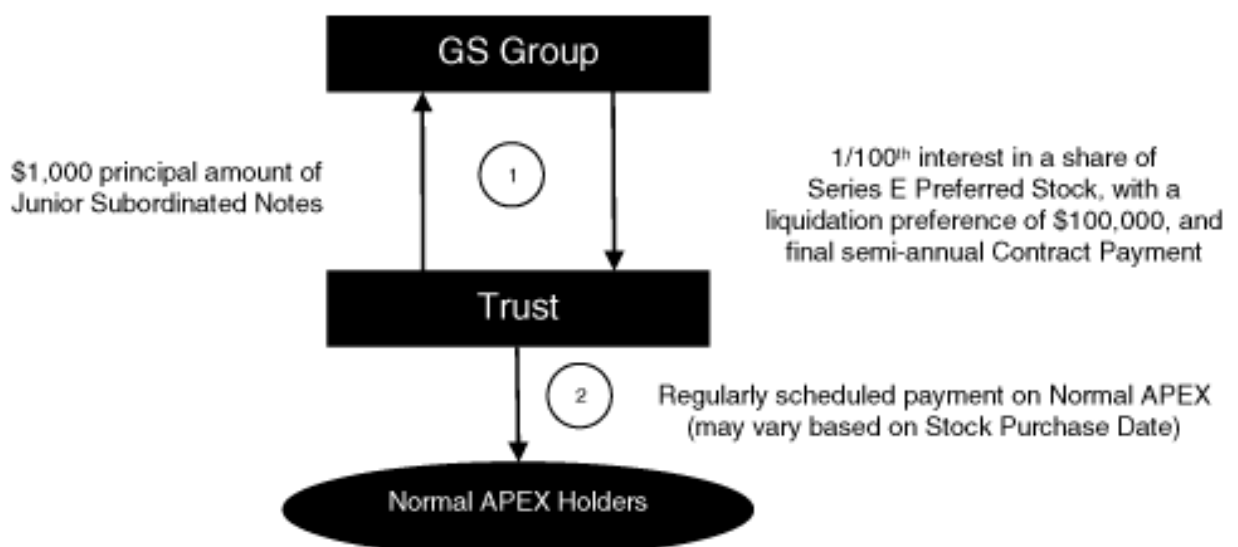 GS Group
$1,000 principal amount of
Junior Subordinated Notes
1
1/100th interest in a share of
Series E Preferred Stock, with a
liquidation preference of $100,000, and
final semi-annual Contract Payment
Trust
2
Regularly scheduled payment on Normal APEX
(may vary based on Stock Purchase Date)
Normal APEX Holders